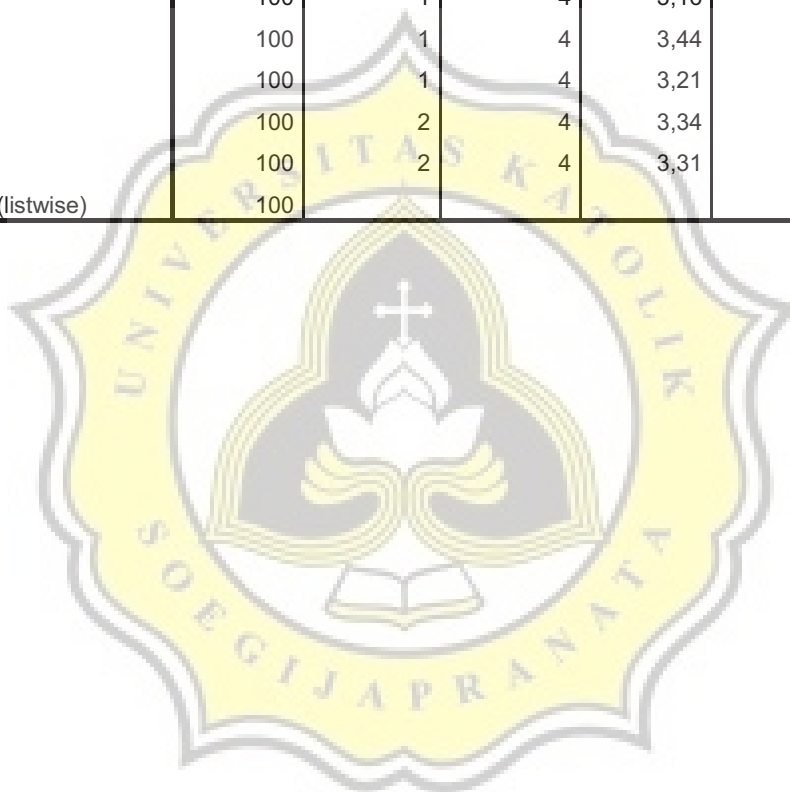 100 1 4 3,44
100 1 4 3,21
100 2 4 3,34
100 2 4 3,31
(listwise) 100
UNIVERSITAS KATOLIK
SOEGIJAPRANATA